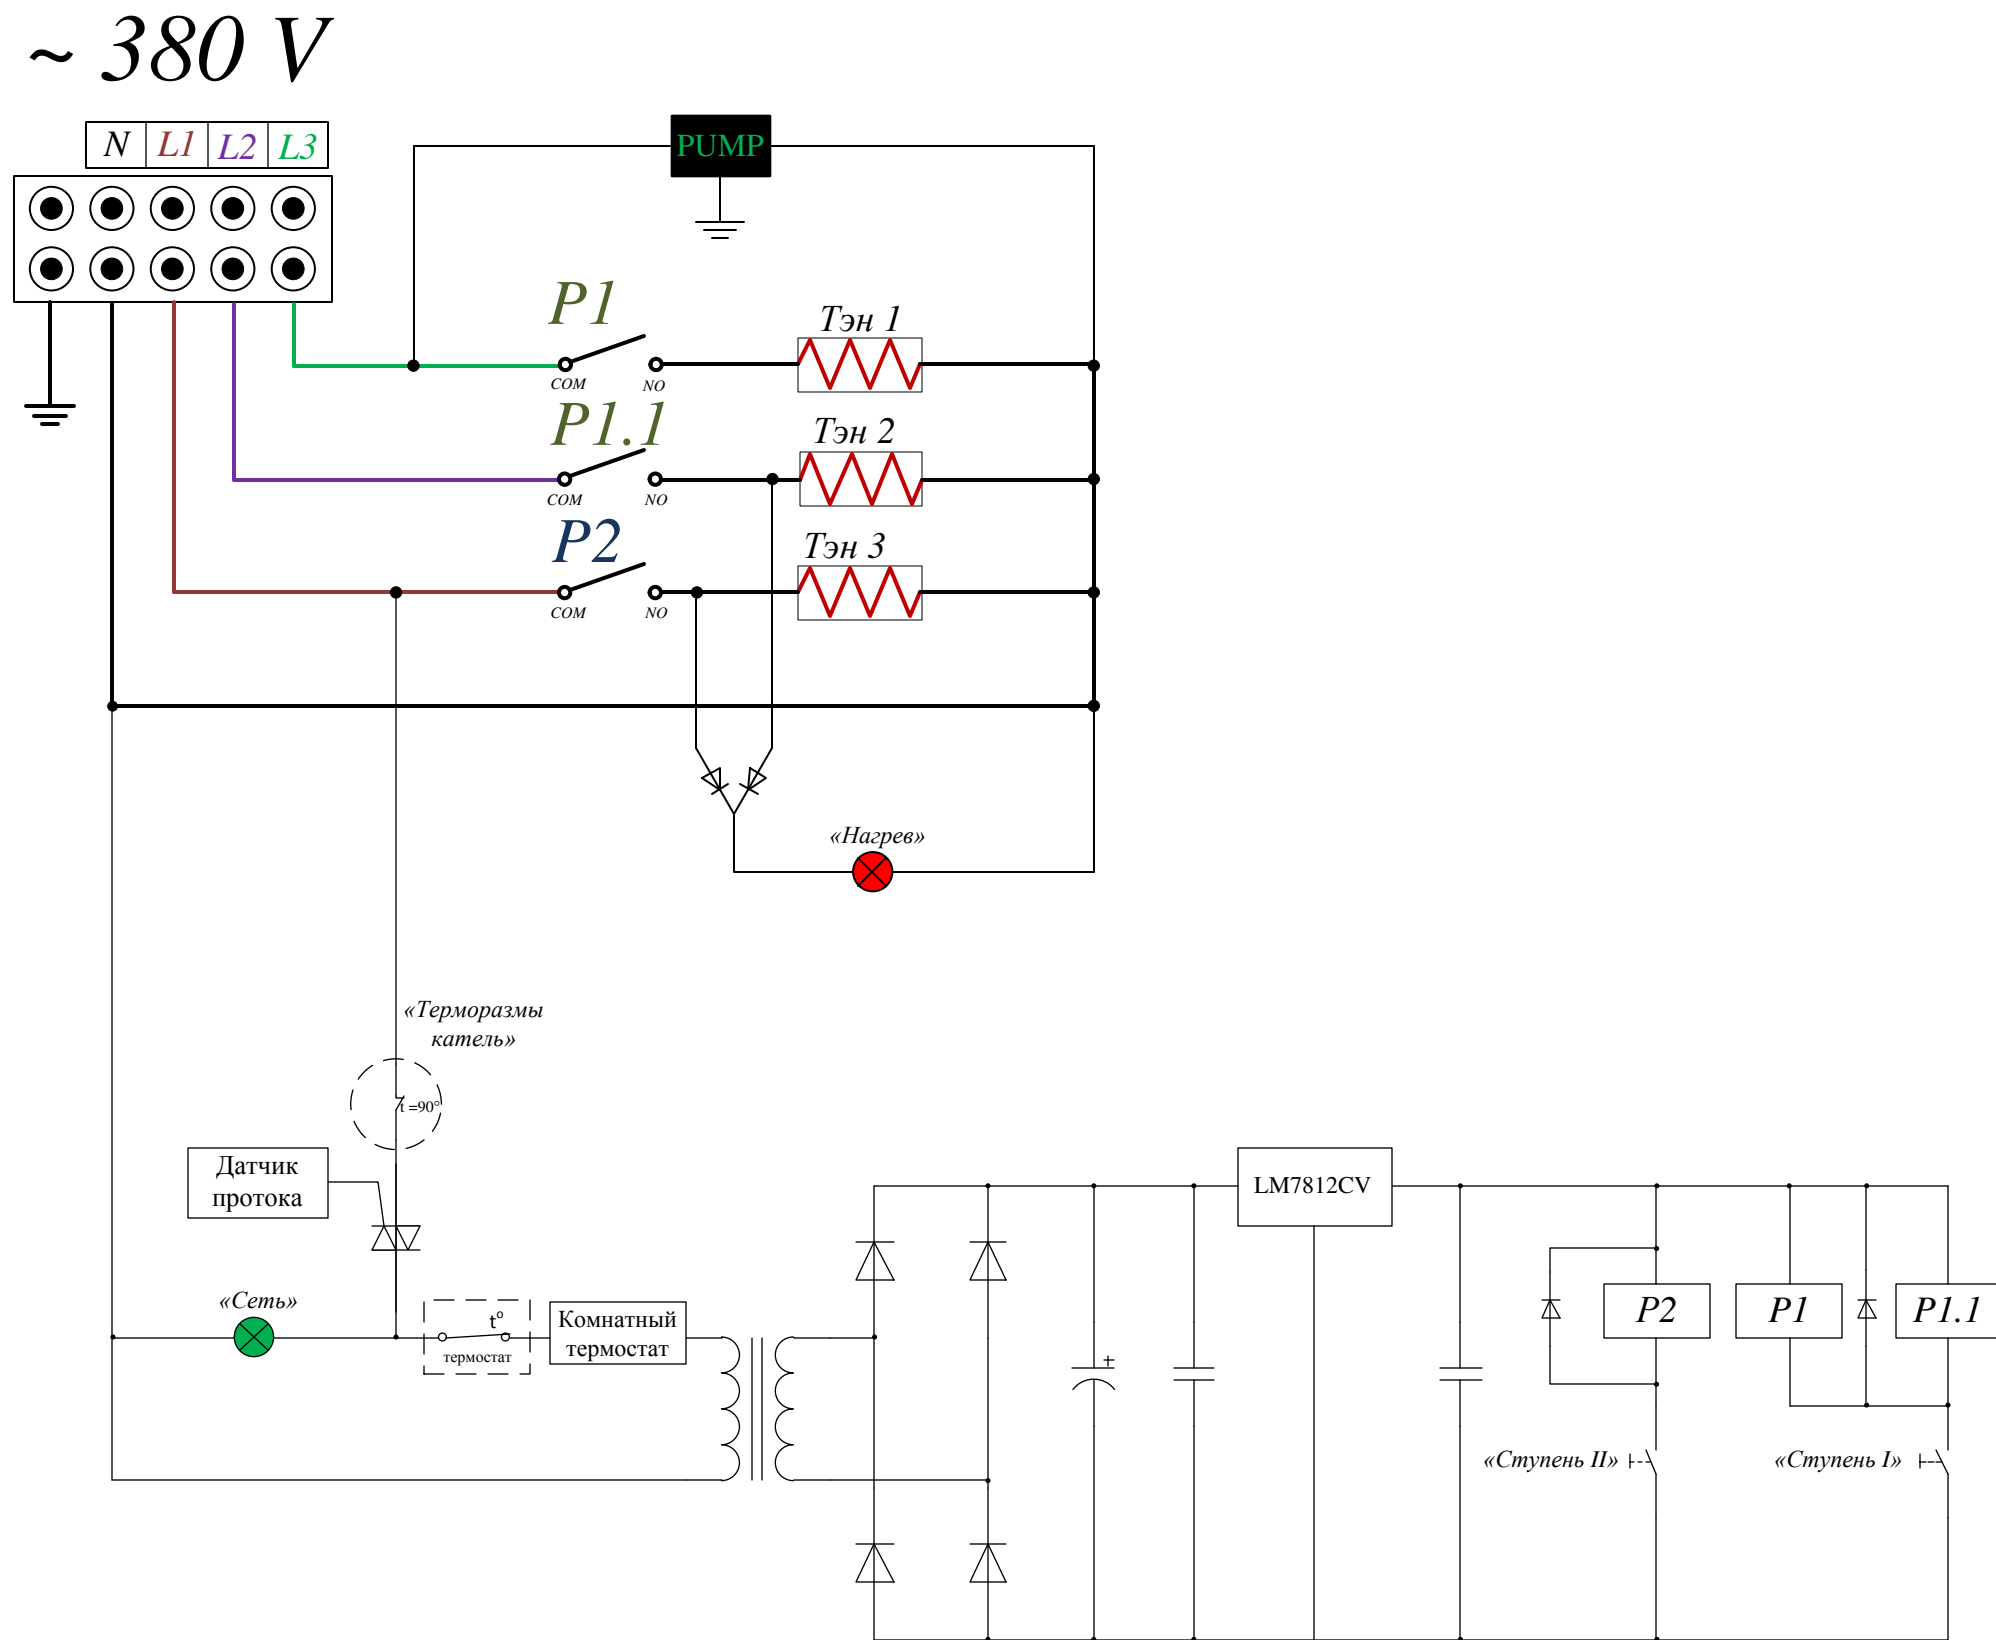 ~ 380 V
N L1 L2 L3
PUMP
P1
Тэн 1
COM
NO
P1.1
Тэн 2
COM
NO
P2
Тэн 3
COM
NO
«Нагрев»
«Терморазмы
катель»
t =90°
Датчик
протока
LM7812CV
«Сеть»
t°
термостат
Комнатный
термостат
+
P2
P1
P1.1
«Ступень II»
«Ступень I»